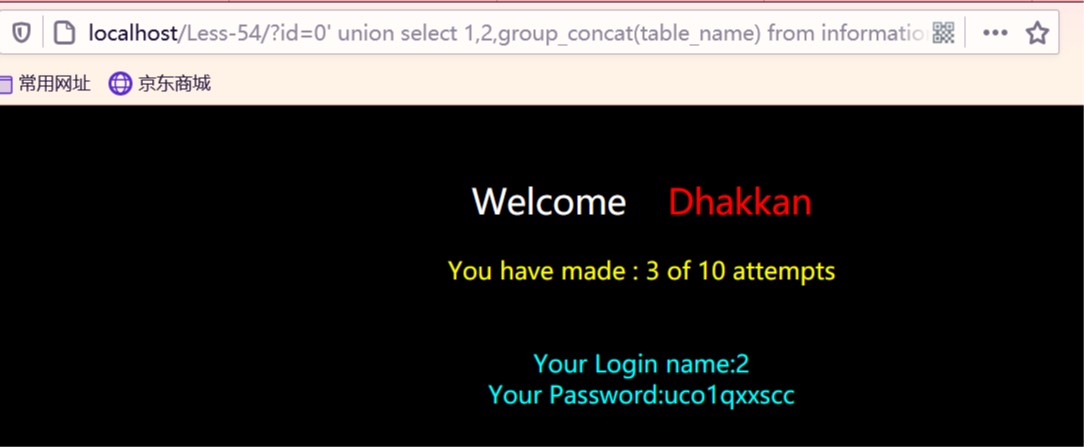 localhost/Less-54/?id=0' union select 1,2,group_concat(table_name) from informatio
常用网址 京东商城
Welcome Dhakkan
You have made : 3 of 10 attempts
Your Login name:2
Your Password:uco1qxxscc